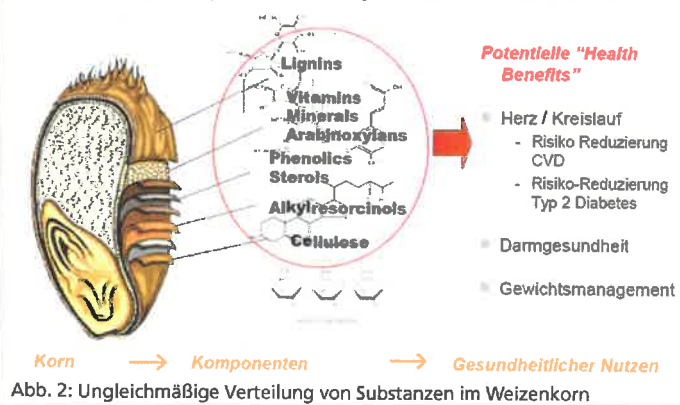 Lignins
Vitamins
Minerals
Arabinoxylans
Phenolics
Sterols
Alkylresorcinols
Cellulose
Potentielle "Health
Benefits"
Herz / Kreislauf
- Risiko Reduzierung
CVD
- Risiko-Reduzierung
Typ 2 Diabetes
Darmgesundheit
Gewichtsmanagement
Korn → Komponenten → Gesundheitlicher Nutzen
Abb. 2: Ungleichmäßige Verteilung von Substanzen im Weizenkorn